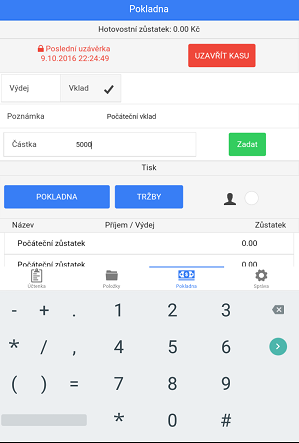 Pokladna
Hotovostní zůstatek: 0.00 Kč
Poslední uzávěrka
9.10.2016 22:24:49
UZAVŘÍT KASU
Výdej Vklad
Poznámka Počáteční vklad
Částka 5000 Zadat
Tisk
POKLADNA TRŽBY
Název Příjem / Výdej Zůstatek
Počáteční zůstatek 0.00
Počáteční zůstatek 0.00
Účtenka Položky Pokladna Správa
- + . 1 2 3
* / , 4 5 6
( ) = 7 8 9
* 0 #